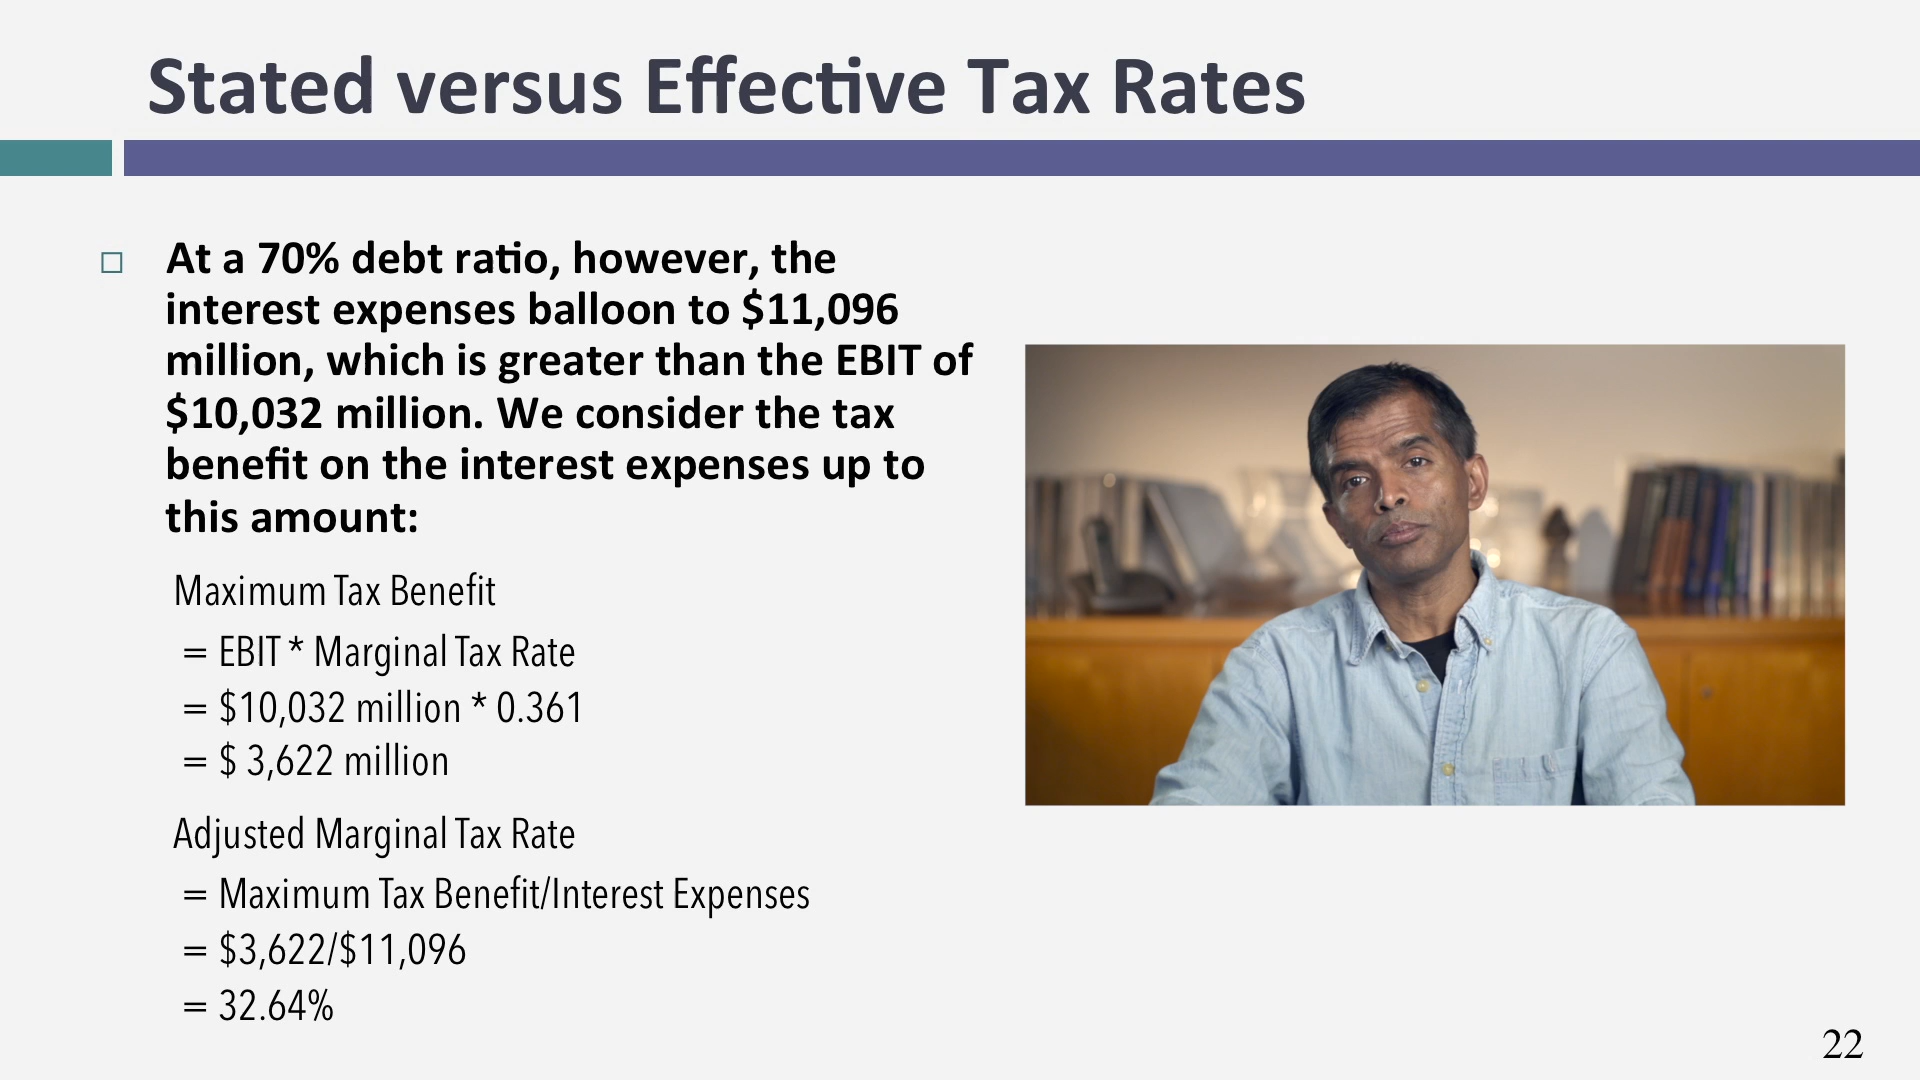 Stated versus Effective Tax Rates
At a 70% debt ratio, however, the
interest expenses balloon to $11,096
million, which is greater than the EBIT of
$10,032 million. We consider the tax
benefit on the interest expenses up to
this amount:
Maximum Tax Benefit
= EBIT * Marginal Tax Rate
= $10,032 million * 0.361
= $ 3,622 million
Adjusted Marginal Tax Rate
= Maximum Tax Benefit/Interest Expenses
= $3,622/$11,096
= 32.64%
22